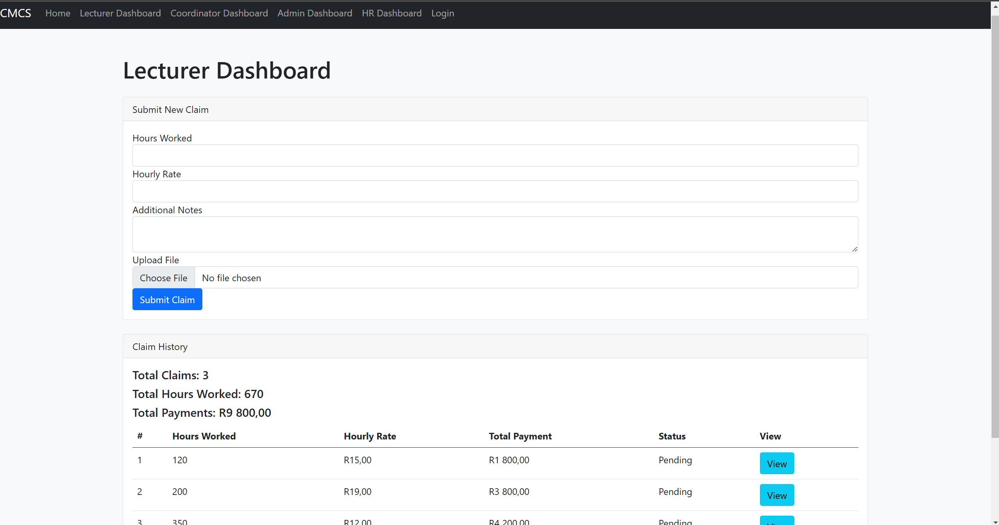 CMCS Home Lecturer Dashboard Coordinator Dashboard Admin Dashboard HR Dashboard Login
Lecturer Dashboard
Submit New Claim
Hours Worked
Hourly Rate
Additional Notes
Upload File
Choose File No file chosen
Submit Claim
Claim History
Total Claims: 3
Total Hours Worked: 670
Total Payments: R9 800,00
# Hours Worked Hourly Rate Total Payment Status View
1 120 R15,00 R1 800,00 Pending View
2 200 R19,00 R3 800,00 Pending View
3 350 R12,00 R4 200,00 Pending View